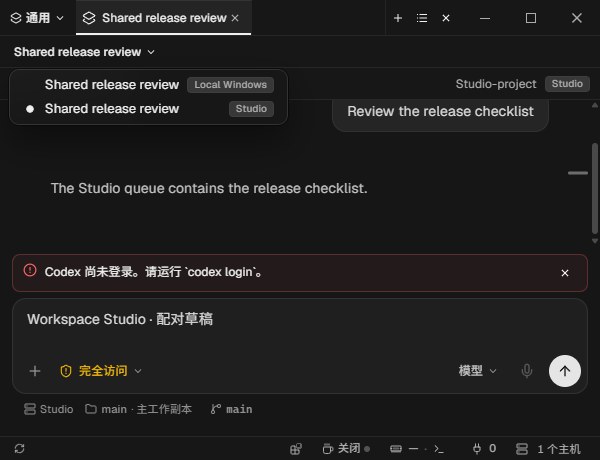 通用 Shared release review
Shared release review
Shared release review Local Windows
Shared release review Studio
Studio-project Studio
Review the release checklist
The Studio queue contains the release checklist.
Codex 尚未登录。请运行 `codex login`。
Workspace Studio · 配对草稿
完全访问 模型
Studio main · 主工作副本 main
关闭 — · 0 1 个主机